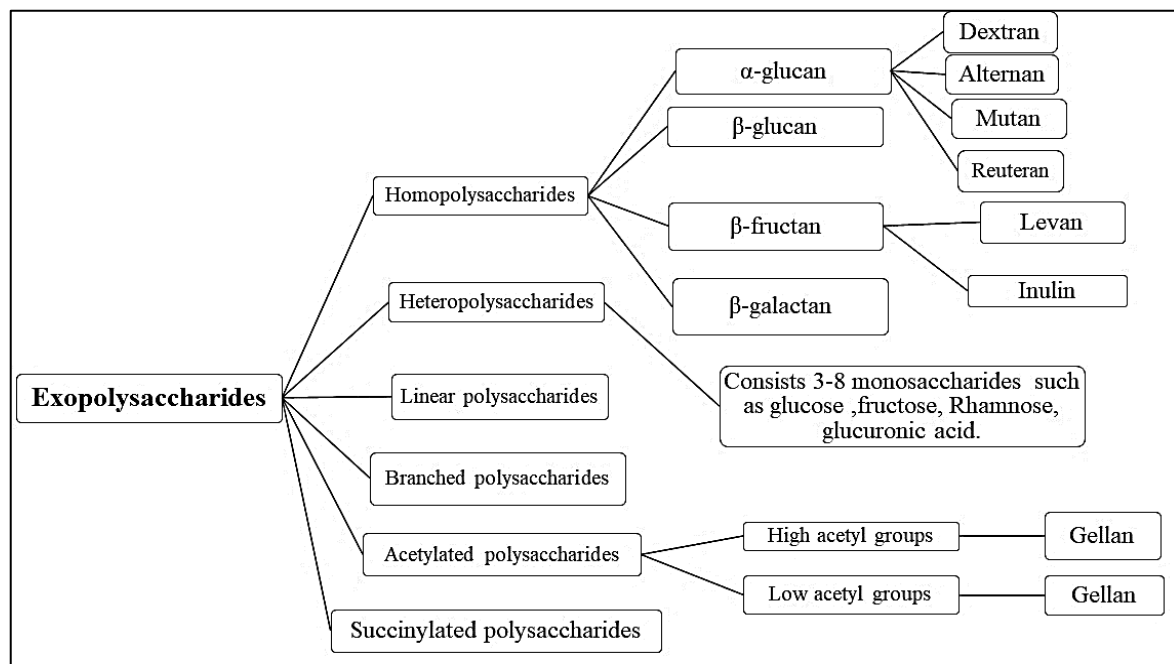 Exopolysaccharides
Homopolysaccharides
α-glucan
Dextran
Alternan
Mutan
Reuteran
β-glucan
β-fructan
Levan
Inulin
β-galactan
Heteropolysaccharides
Consists 3-8 monosaccharides such
as glucose ,fructose, Rhamnose,
glucuronic acid.
Linear polysaccharides
Branched polysaccharides
Acetylated polysaccharides
High acetyl groups
Gellan
Low acetyl groups
Gellan
Succinylated polysaccharides